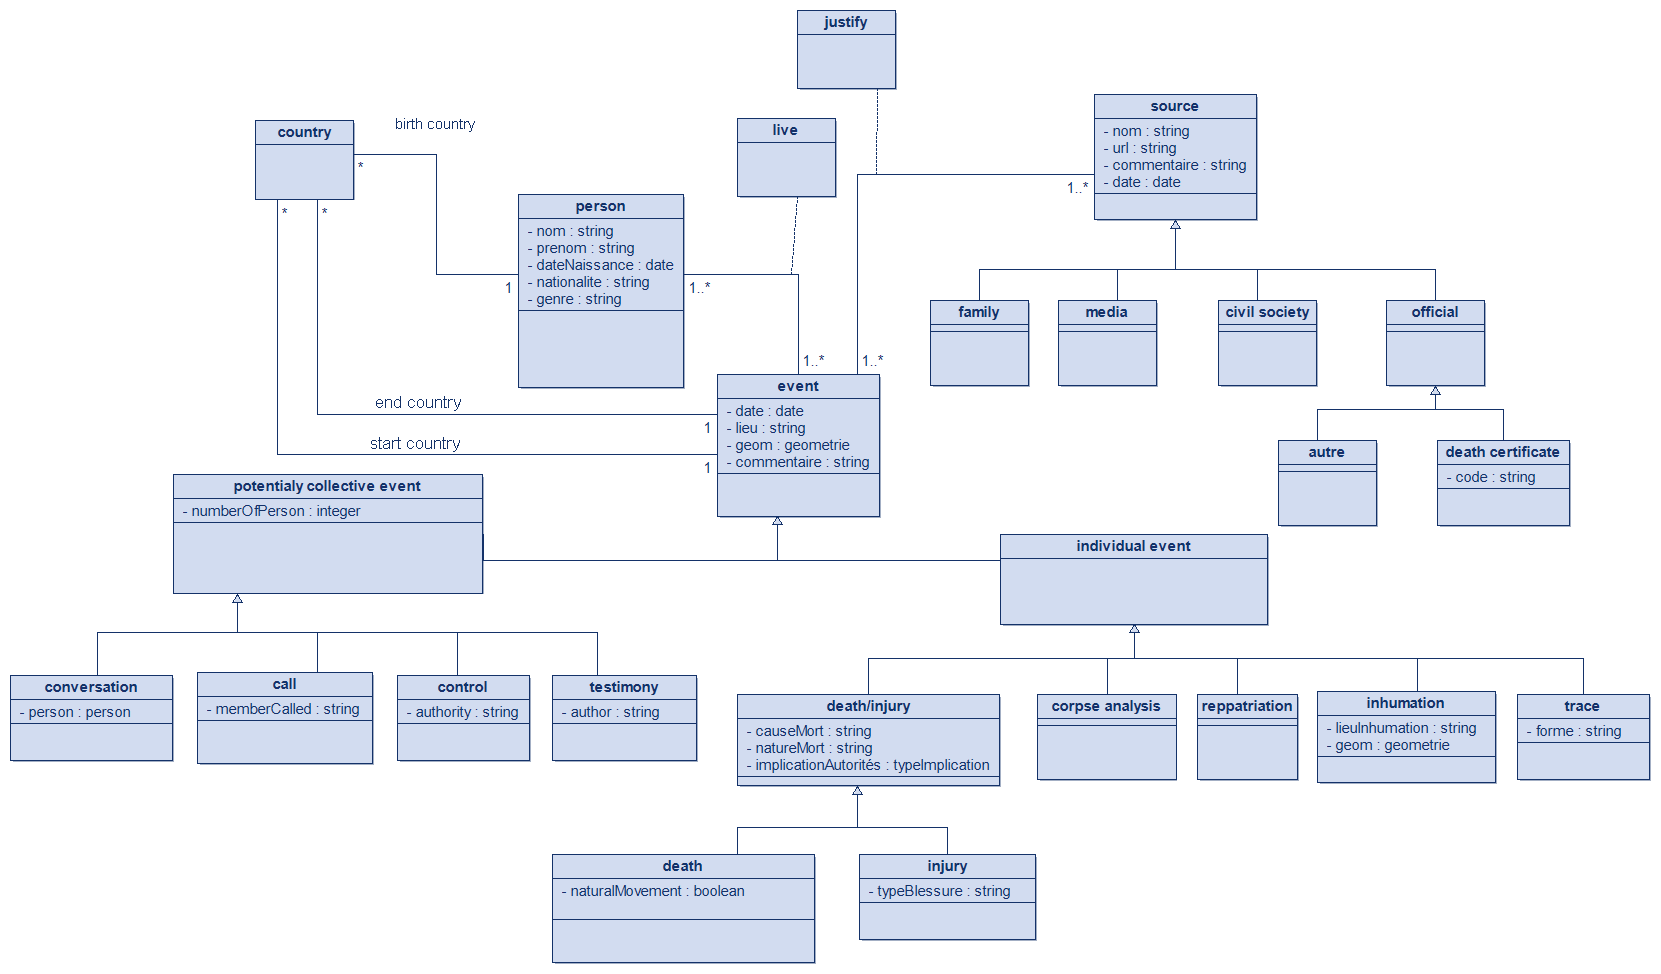 justify
source
- nom : string
- url : string
- commentaire : string
- date : date
live
country
birth country
*
1..*
person
- nom : string
- prenom : string
- dateNaissance : date
- nationalite : string
- genre : string
*
*
1
1..*
family
media
civil society
official
1..*
1..*
event
- date : date
- lieu : string
- geom : geometrie
- commentaire : string
end country
1
start country
1
autre
death certificate
- code : string
potentialy collective event
- numberOfPerson : integer
individual event
conversation
- person : person
call
- memberCalled : string
control
- authority : string
testimony
- author : string
death/injury
- causeMort : string
- natureMort : string
- implicationAutorités : typeImplication
corpse analysis
reppatriation
inhumation
- lieuInhumation : string
- geom : geometrie
trace
- forme : string
death
- naturalMovement : boolean
injury
- typeBlessure : string